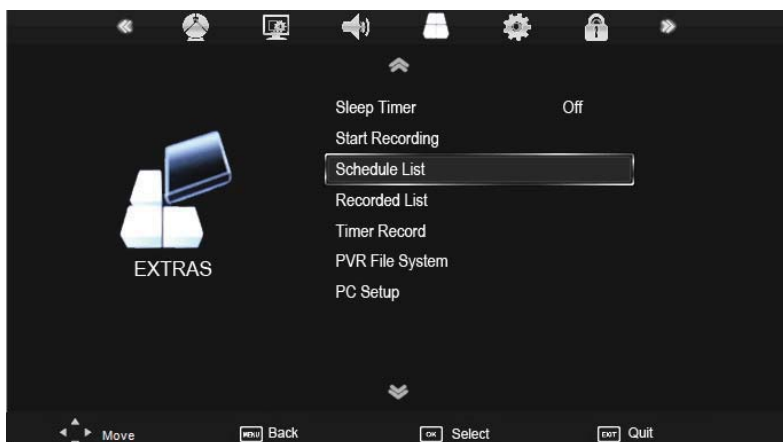 Sleep Timer Off
Start Recording
Schedule List
Recorded List
Timer Record
PVR File System
PC Setup
EXTRAS
Move MENU Back OK Select EXIT Quit